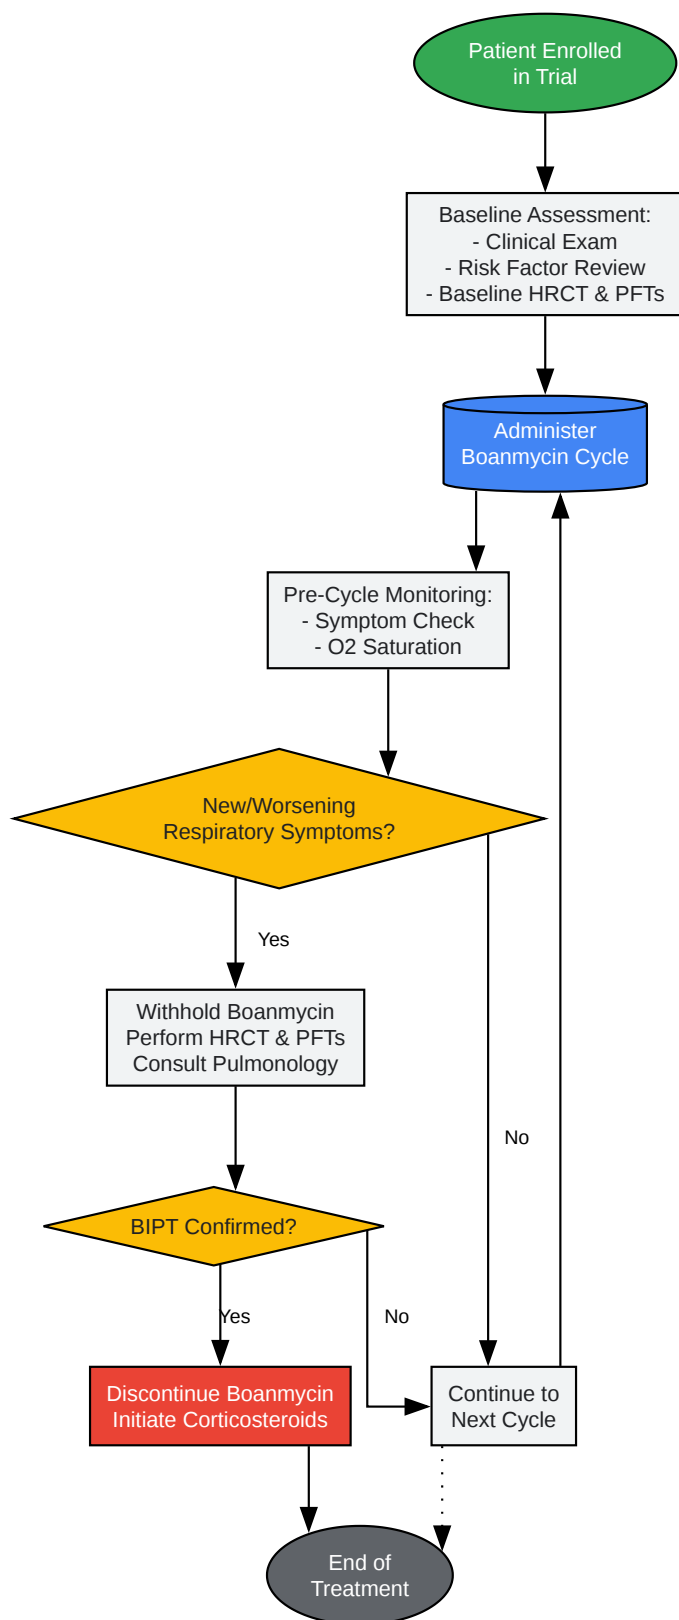 Patient Enrolled
in Trial
Baseline Assessment:
- Clinical Exam
- Risk Factor Review
- Baseline HRCT & PFTs
Administer
Boanmycin Cycle
Pre-Cycle Monitoring:
- Symptom Check
- O2 Saturation
New/Worsening
Respiratory Symptoms?
Yes
Withhold Boanmycin
Perform HRCT & PFTs
Consult Pulmonology
No
BIPT Confirmed?
Yes
No
Discontinue Boanmycin
Initiate Corticosteroids
Continue to
Next Cycle
End of
Treatment